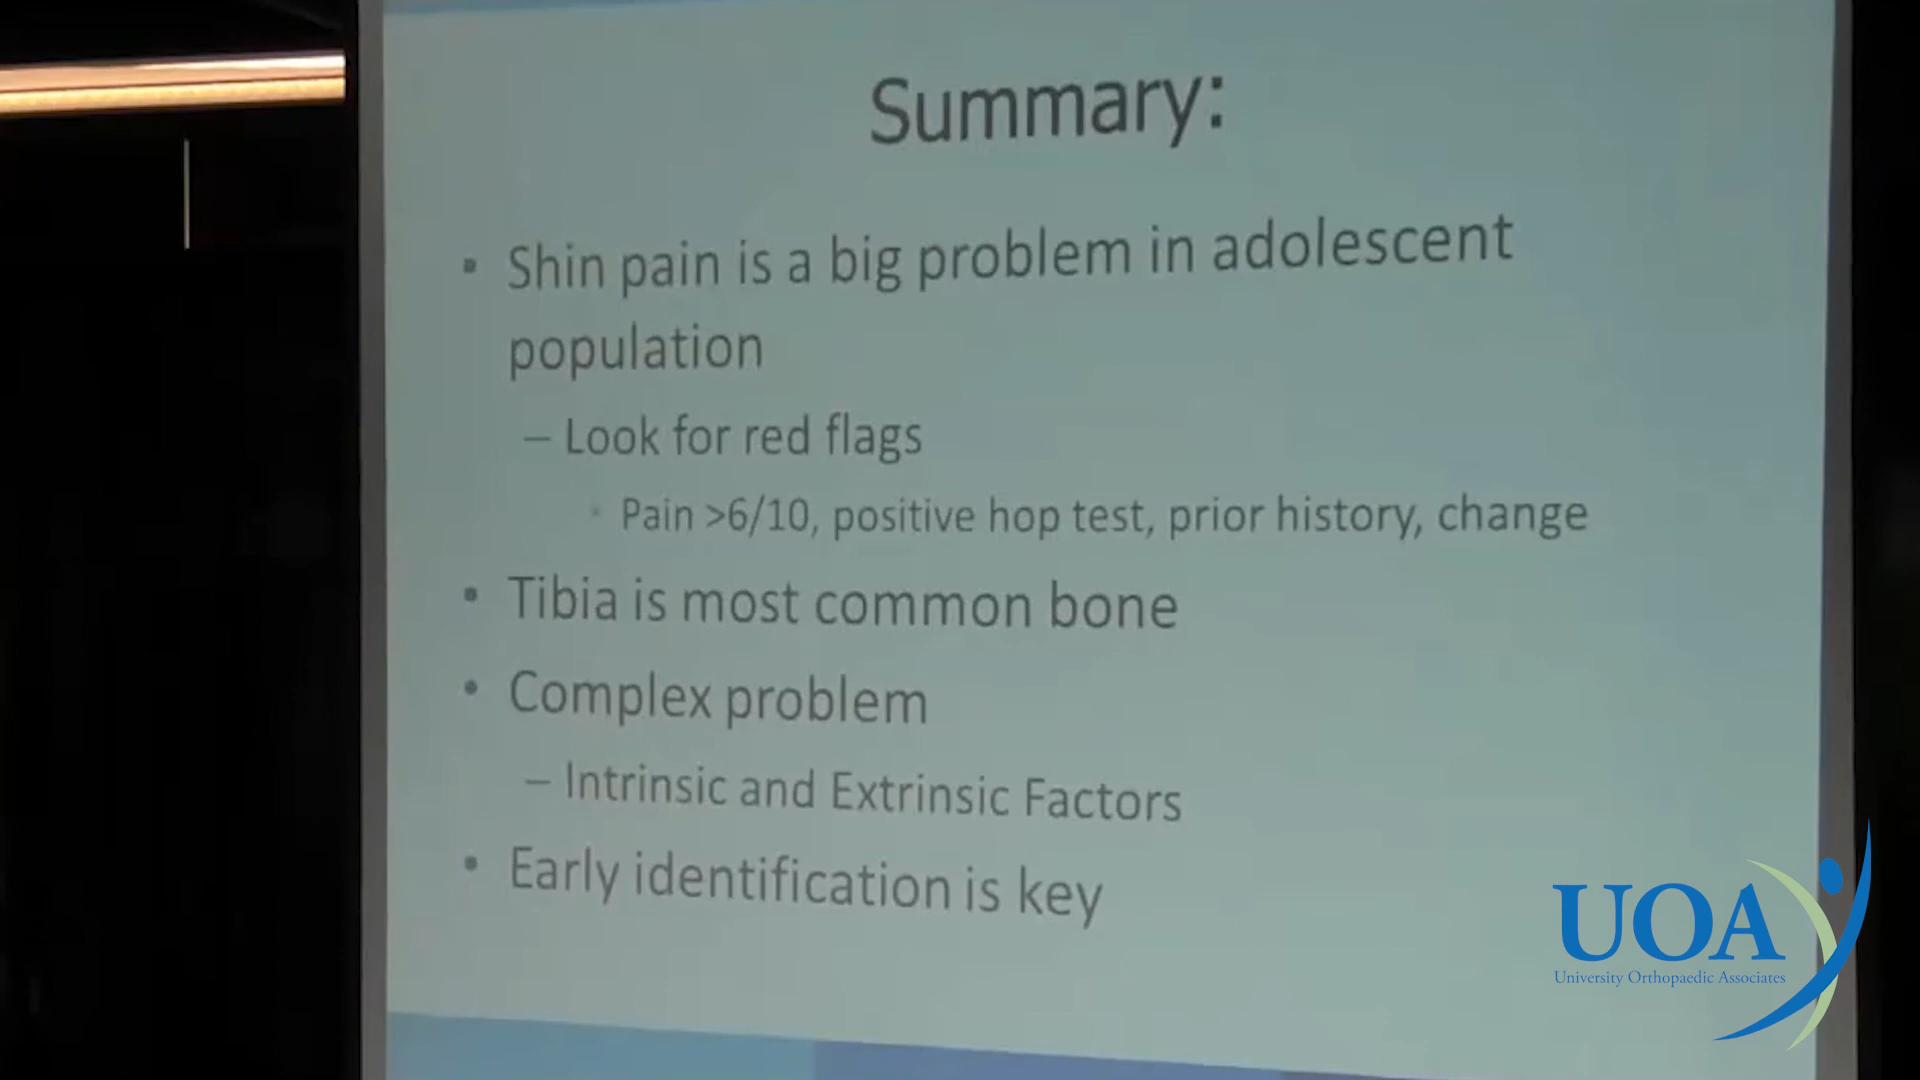 Summary:
• Shin pain is a big problem in adolescent
population
– Look for red flags
• Pain >6/10, positive hop test, prior history, change
• Tibia is most common bone
• Complex problem
– Intrinsic and Extrinsic Factors
• Early identification is key
UOA
University Orthopaedic Associates